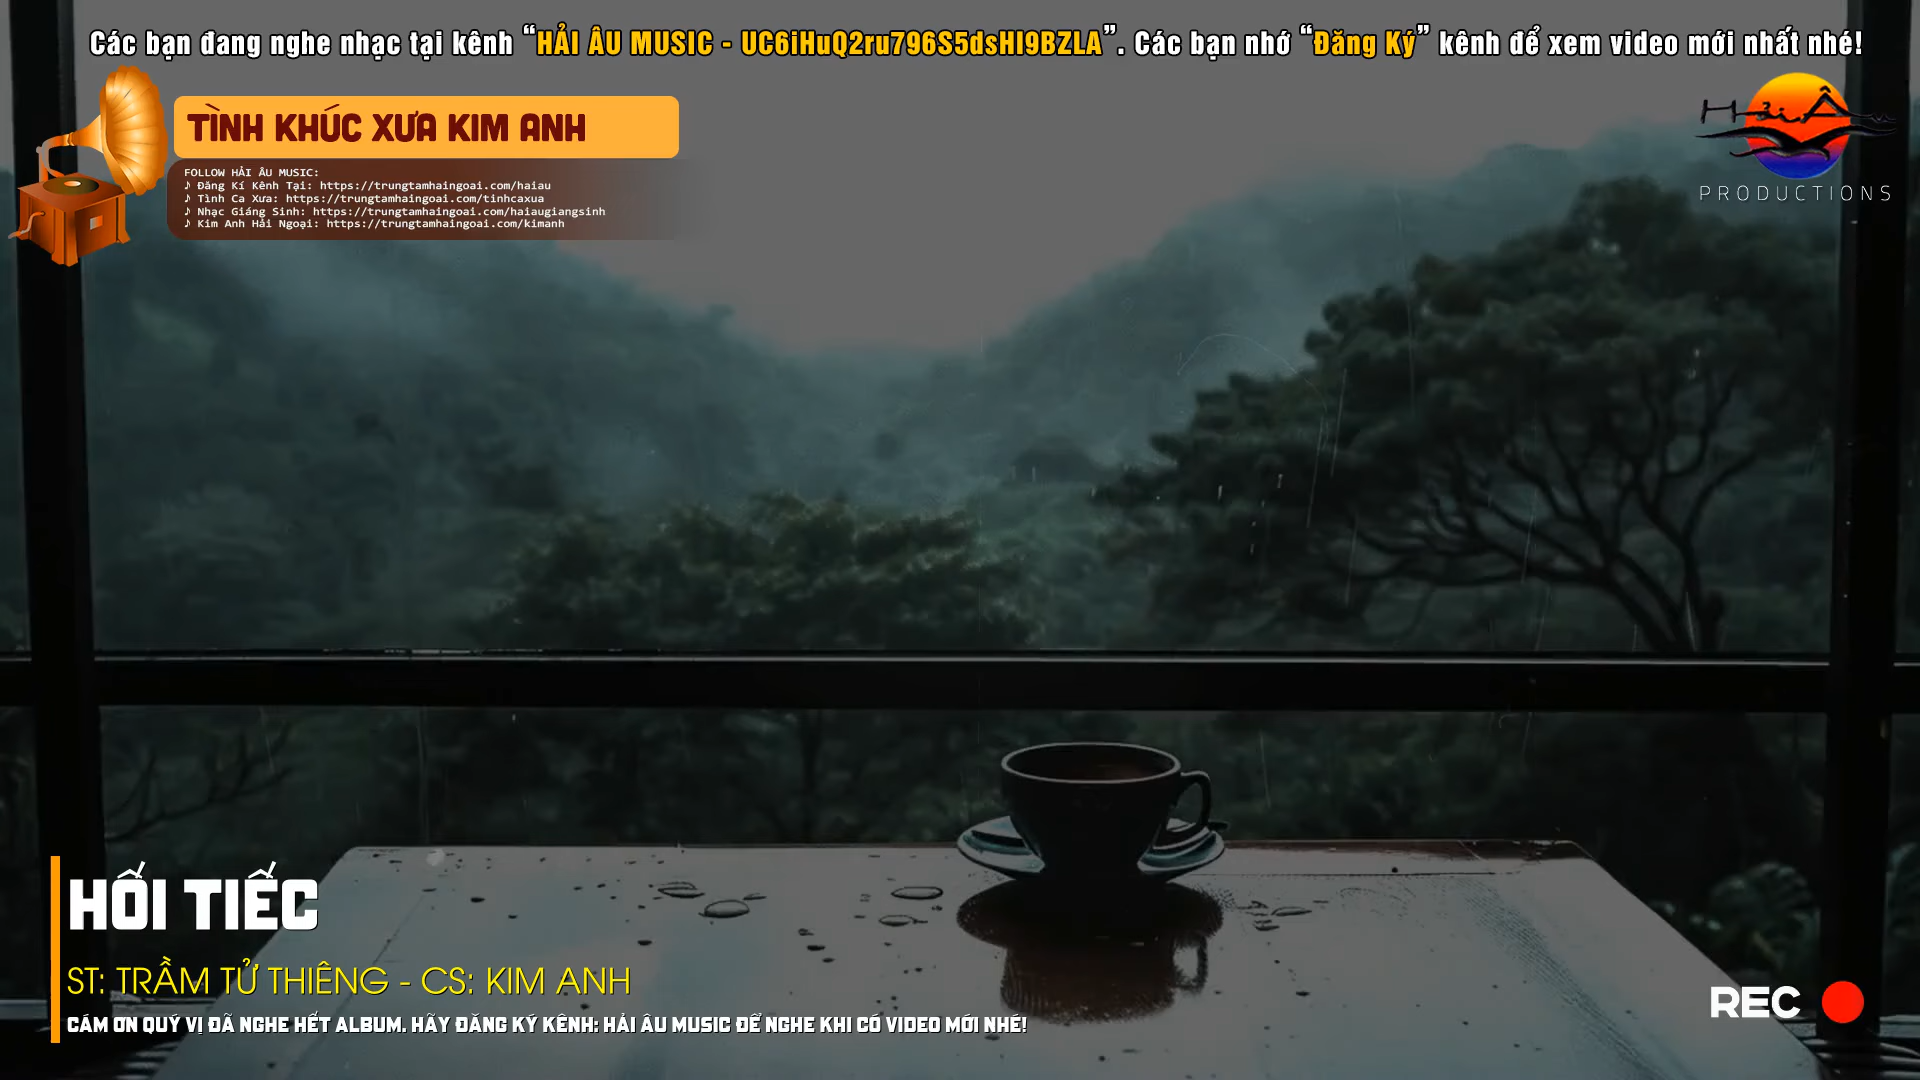 Các bạn đang nghe nhạc tại kênh “HẢI ÂU MUSIC - UC6iHuQ2ru796S5dsHI9BZLA”. Các bạn nhớ “Đăng Ký” kênh để xem video mới nhất nhé!
TÌNH KHÚC XƯA KIM ANH
FOLLOW HẢI ÂU MUSIC:
♪ Đăng Kí Kênh Tại: https://trungtamhaingoai.com/haiau
♪ Tình Ca Xưa: https://trungtamhaingoai.com/tinhcaxua
♪ Nhạc Giáng Sinh: https://trungtamhaingoai.com/haiaugiangsinh
♪ Kim Anh Hải Ngoại: https://trungtamhaingoai.com/kimanh
Hải Âu
PRODUCTIONS
HỐI TIẾC
ST: TRẦM TỬ THIÊNG - CS: KIM ANH
CÁM ƠN QUÝ VỊ ĐÃ NGHE HẾT ALBUM. HÃY ĐĂNG KÝ KÊNH: HẢI ÂU MUSIC ĐỂ NGHE KHI CÓ VIDEO MỚI NHÉ!
REC